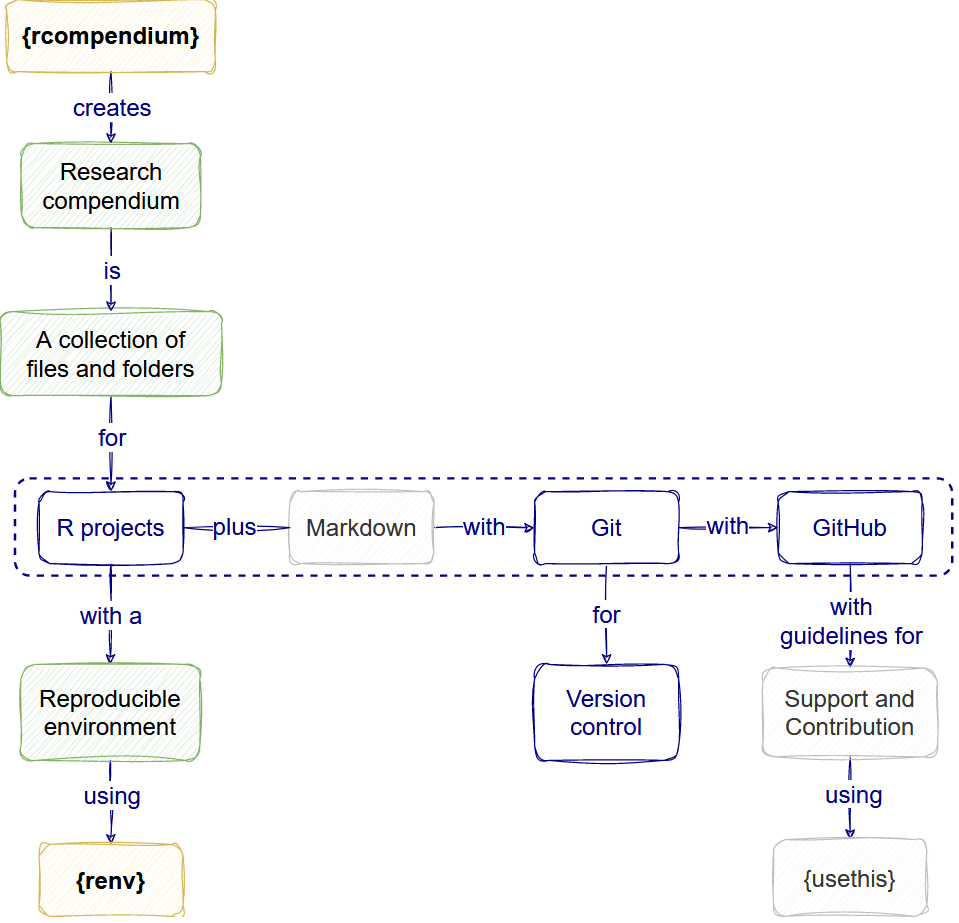 {rcompendium}
creates
Research
compendium
is
A collection of
files and folders
for
R projects
plus
Markdown
with
Git
with
GitHub
with a
for
with
guidelines for
Reproducible
environment
Version
control
Support and
Contribution
using
using
{renv}
{usethis}